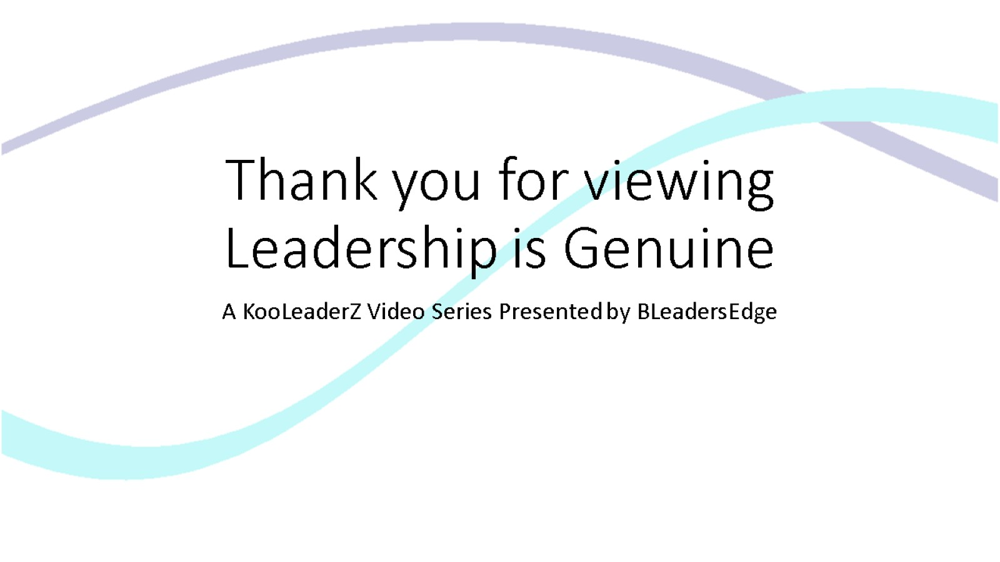 Thank you for viewing
Leadership is Genuine
A KooLeaderZ Video Series Presented by BLeadersEdge